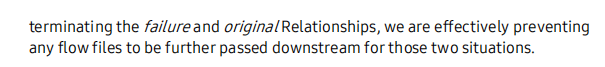 terminating the failure and original Relationships, we are effectively preventing
any flow files to be further passed downstream for those two situations.